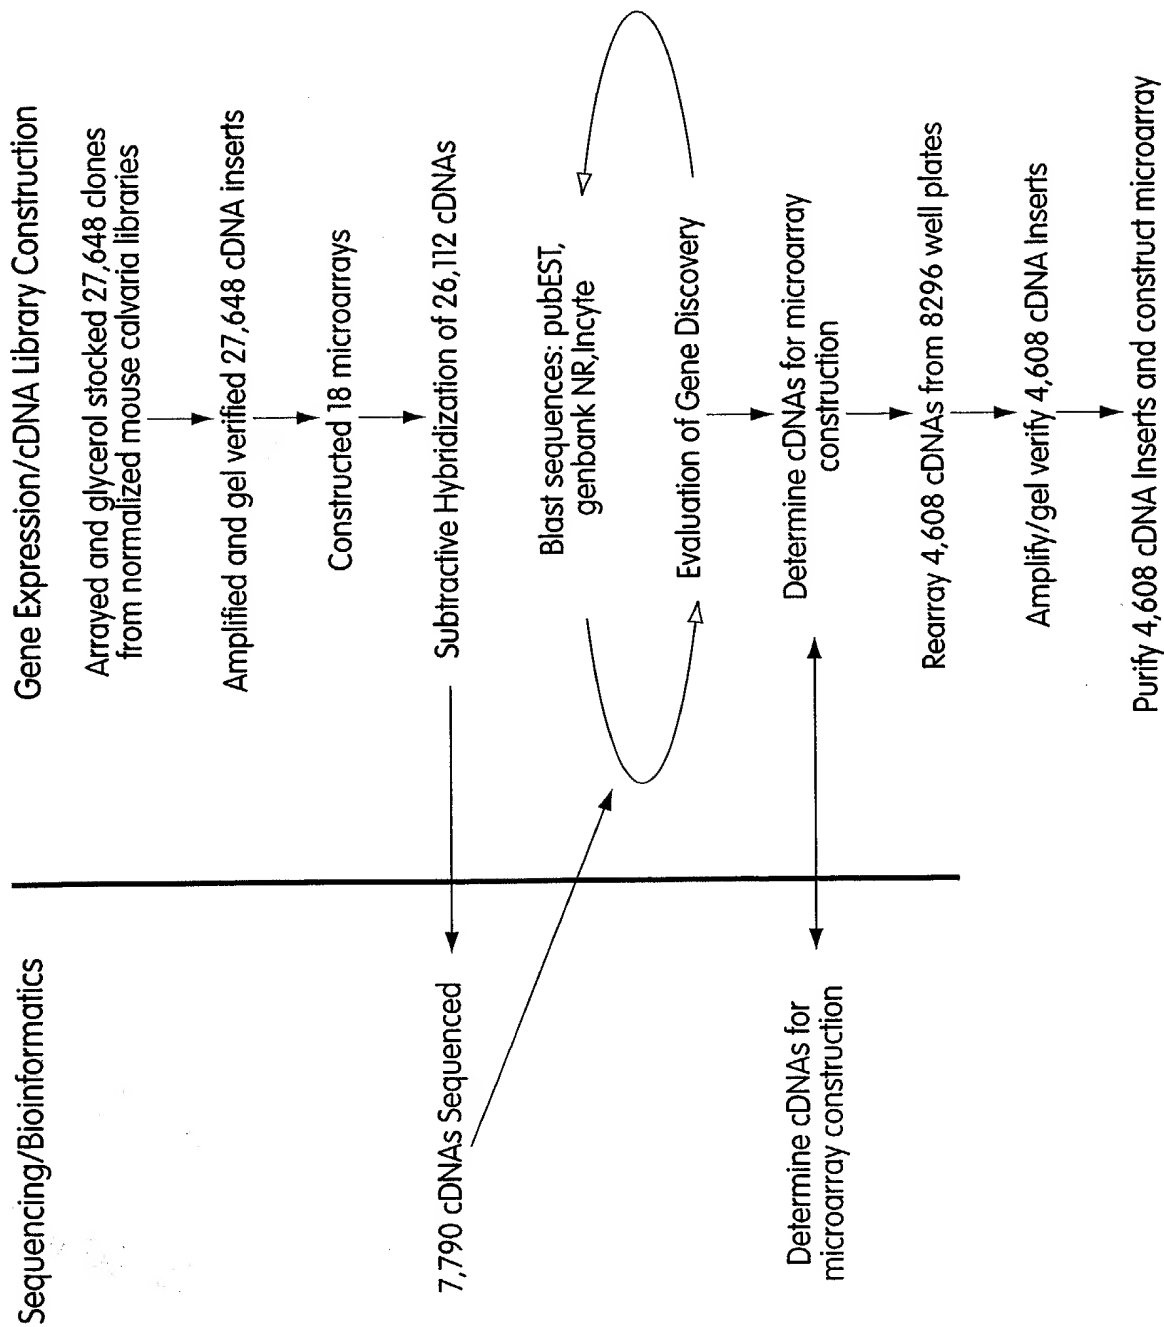 Sequencing/Bioinformatics
Gene Expression/cDNA Library Construction
Arrayed and glycerol stocked 27,648 clones
from normalized mouse calvaria libraries
Amplified and gel verified 27,648 cDNA inserts
Constructed 18 microarrays
7,790 cDNAs Sequenced
Subtractive Hybridization of 26,112 cDNAs
Blast sequences: pubEST,
genbank NR,Incyte
Evaluation of Gene Discovery
Determine cDNAs for
microarray construction
Determine cDNAs for microarray
construction
Rearray 4,608 cDNAs from 8296 well plates
Amplify/gel verify 4,608 cDNA Inserts
Purify 4,608 cDNA Inserts and construct microarray